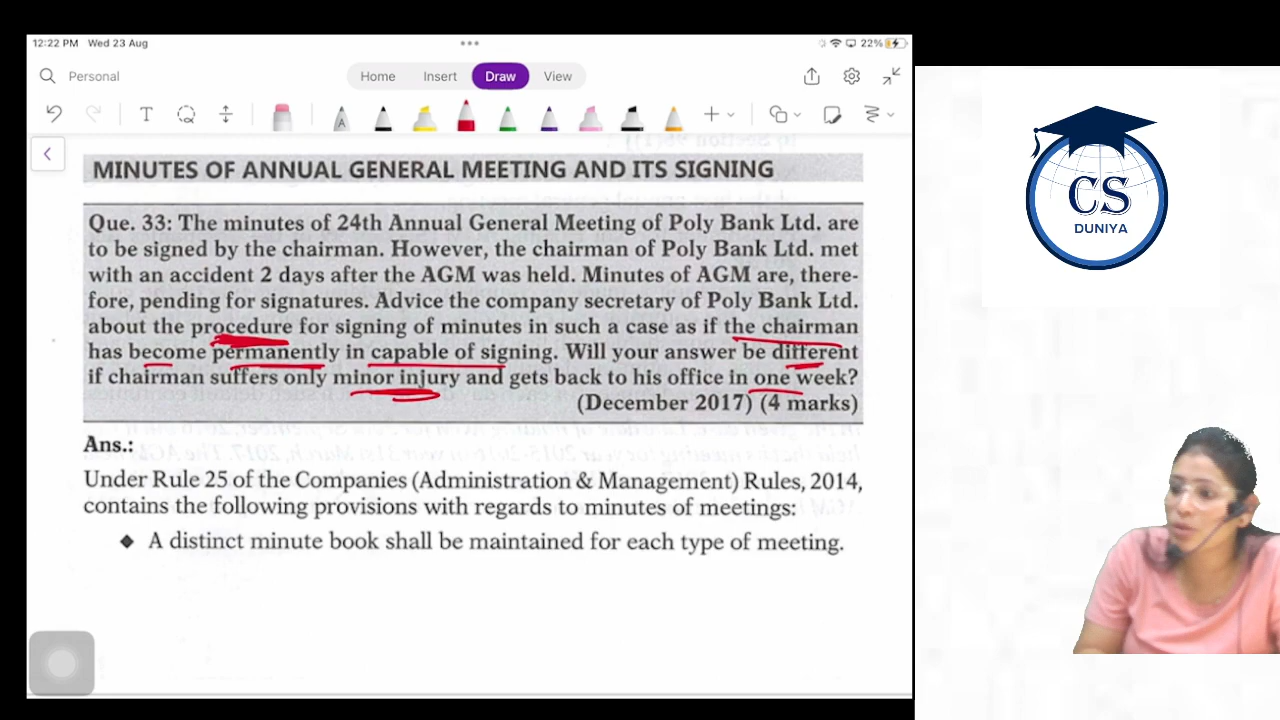 12:22 PM Wed 23 Aug
22%
Personal
Home Insert Draw View
T
A
MINUTES OF ANNUAL GENERAL MEETING AND ITS SIGNING
Que. 33: The minutes of 24th Annual General Meeting of Poly Bank Ltd. are
to be signed by the chairman. However, the chairman of Poly Bank Ltd. met
with an accident 2 days after the AGM was held. Minutes of AGM are, there-
fore, pending for signatures. Advice the company secretary of Poly Bank Ltd.
about the procedure for signing of minutes in such a case as if the chairman
has become permanently in capable of signing. Will your answer be different
if chairman suffers only minor injury and gets back to his office in one week?
(December 2017) (4 marks)
Ans.:
Under Rule 25 of the Companies (Administration & Management) Rules, 2014,
contains the following provisions with regards to minutes of meetings:
◆ A distinct minute book shall be maintained for each type of meeting.
CS
DUNIYA